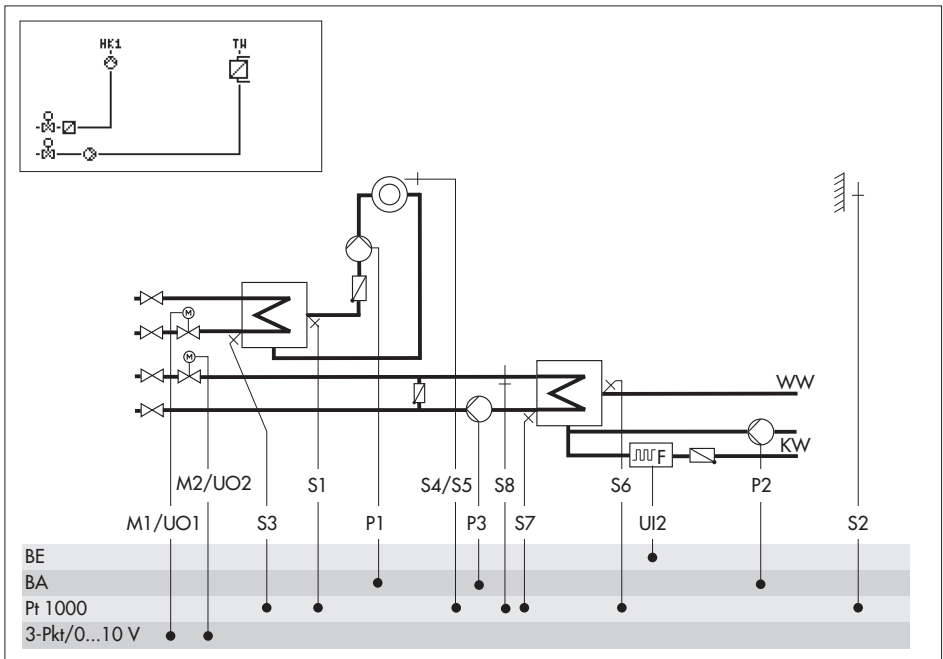 HK1 TW
M
M
WW
KW
F
M2/UO2 S1 S4/S5 S8 S6 P2
M1/UO1 S3 P1 P3 S7 UI2 S2
BE
BA
Pt 1000
3-Pkt/0...10 V